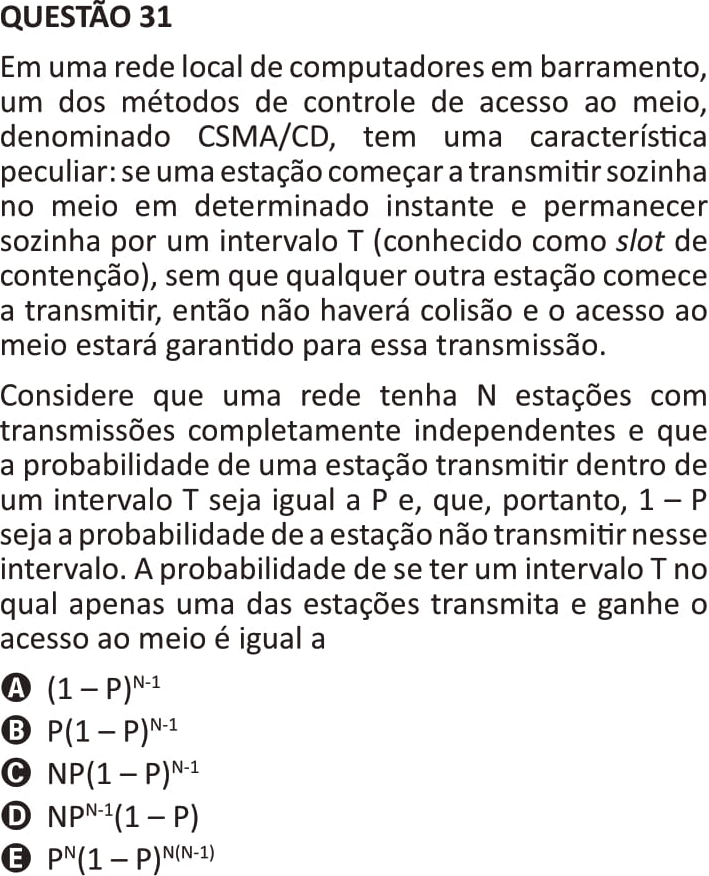 QUESTÃO 31
Em uma rede local de computadores em barramento,
um dos métodos de controle de acesso ao meio,
denominado CSMA/CD, tem uma característica
peculiar: se uma estação começar a transmitir sozinha
no meio em determinado instante e permanecer
sozinha por um intervalo T (conhecido como slot de
contenção), sem que qualquer outra estação comece
a transmitir, então não haverá colisão e o acesso ao
meio estará garantido para essa transmissão.
Considere que uma rede tenha N estações com
transmissões completamente independentes e que
a probabilidade de uma estação transmitir dentro de
um intervalo T seja igual a P e, que, portanto, 1 – P
seja a probabilidade de a estação não transmitir nesse
intervalo. A probabilidade de se ter um intervalo T no
qual apenas uma das estações transmita e ganhe o
acesso ao meio é igual a
A (1 – P)^{N-1}
B P(1 – P)^{N-1}
C NP(1 – P)^{N-1}
D NP^{N-1}(1 – P)
E P^{N}(1 – P)^{N(N-1)}